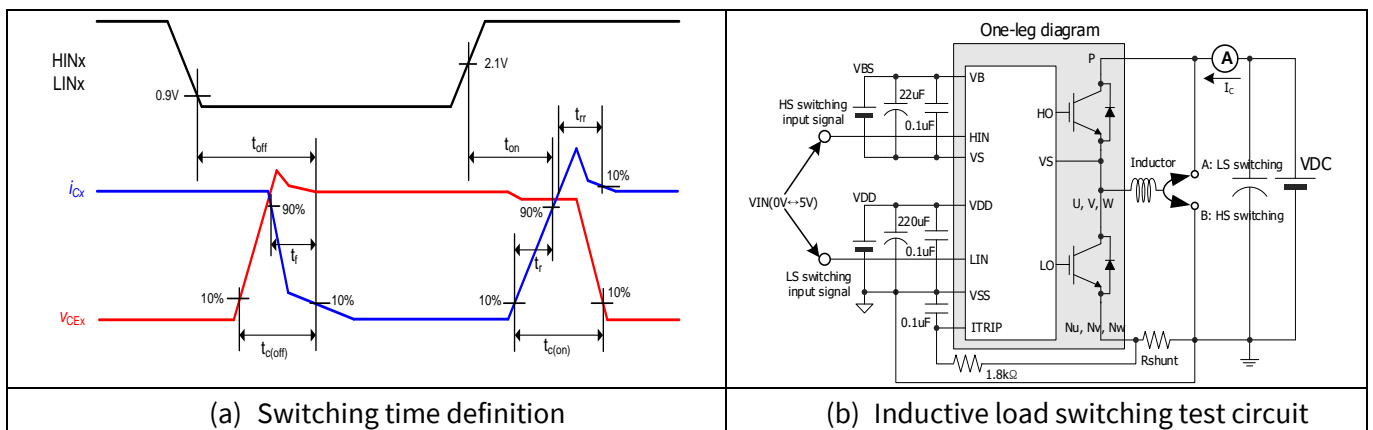 HINx
LINx
0.9V
2.1V
toff
ton
trr
iCx
10%
90%
90%
tf
tr
10%
10%
10%
10%
vCEx
tc(off)
tc(on)
(a) Switching time definition
One-leg diagram
P
A
IC
VBS
VB
22uF
HS switching
input signal
0.1uF
HO
HIN
VS
VS
Inductor
A: LS switching
VDC
VIN(0V↔5V)
VDD
VDD
U, V, W
B: HS switching
220uF
0.1uF
LIN
LO
LS switching
input signal
VSS
0.1uF
ITRIP
Nu, Nv, Nw
Rshunt
1.8kΩ
(b) Inductive load switching test circuit